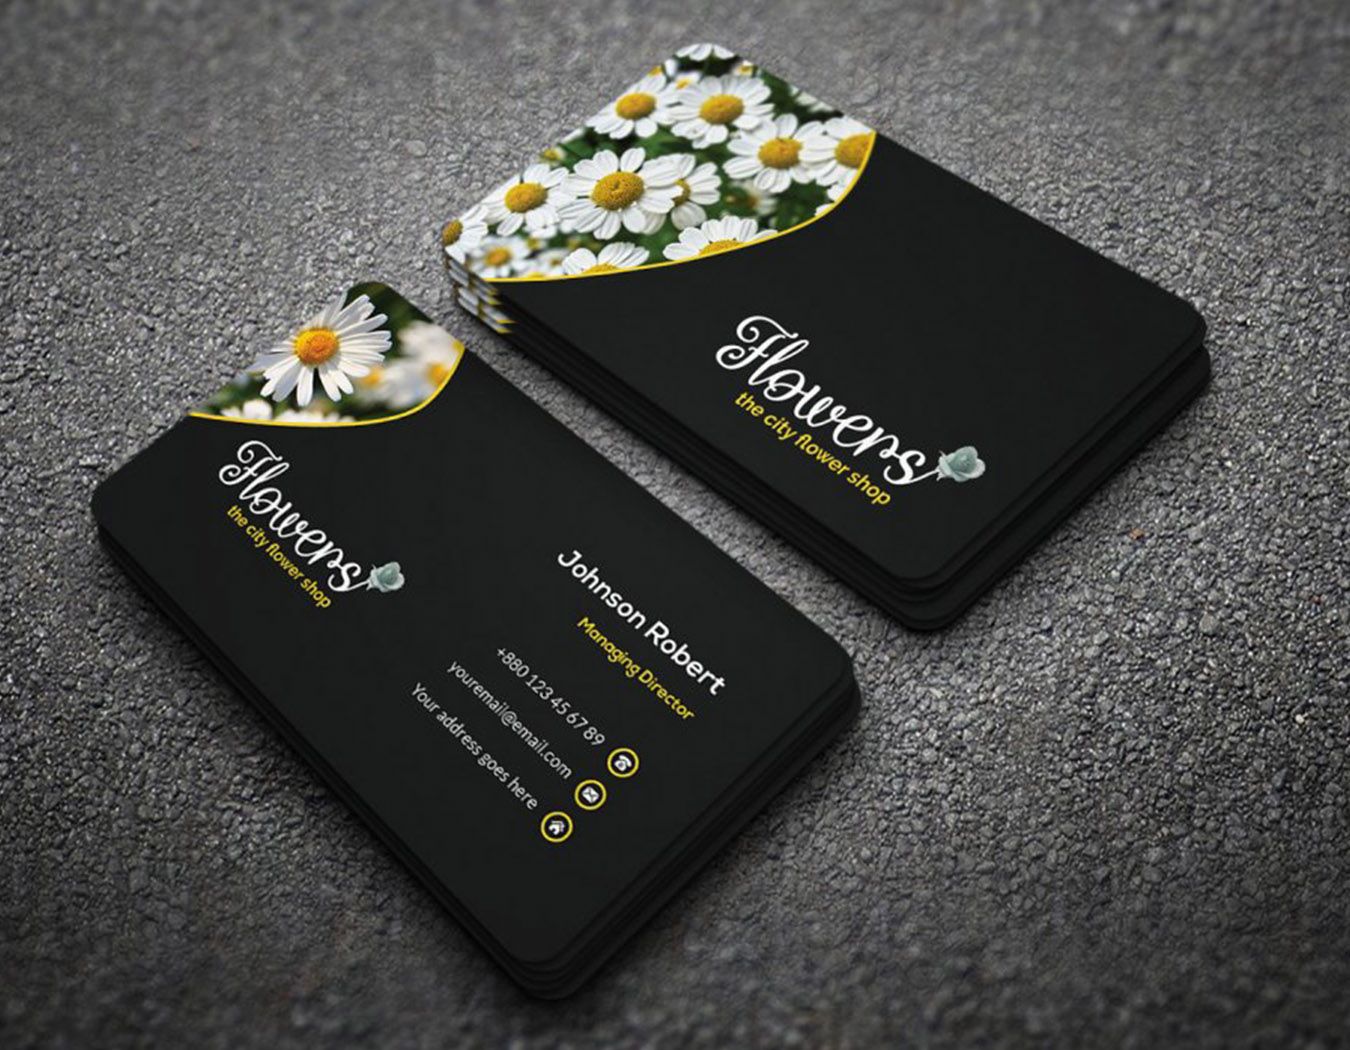 Flowers
the city flower shop
Flowers
the city flower shop
Johnson Robert
Managing Director
+880 123 45 67 89
youremail@email.com
Your address goes here